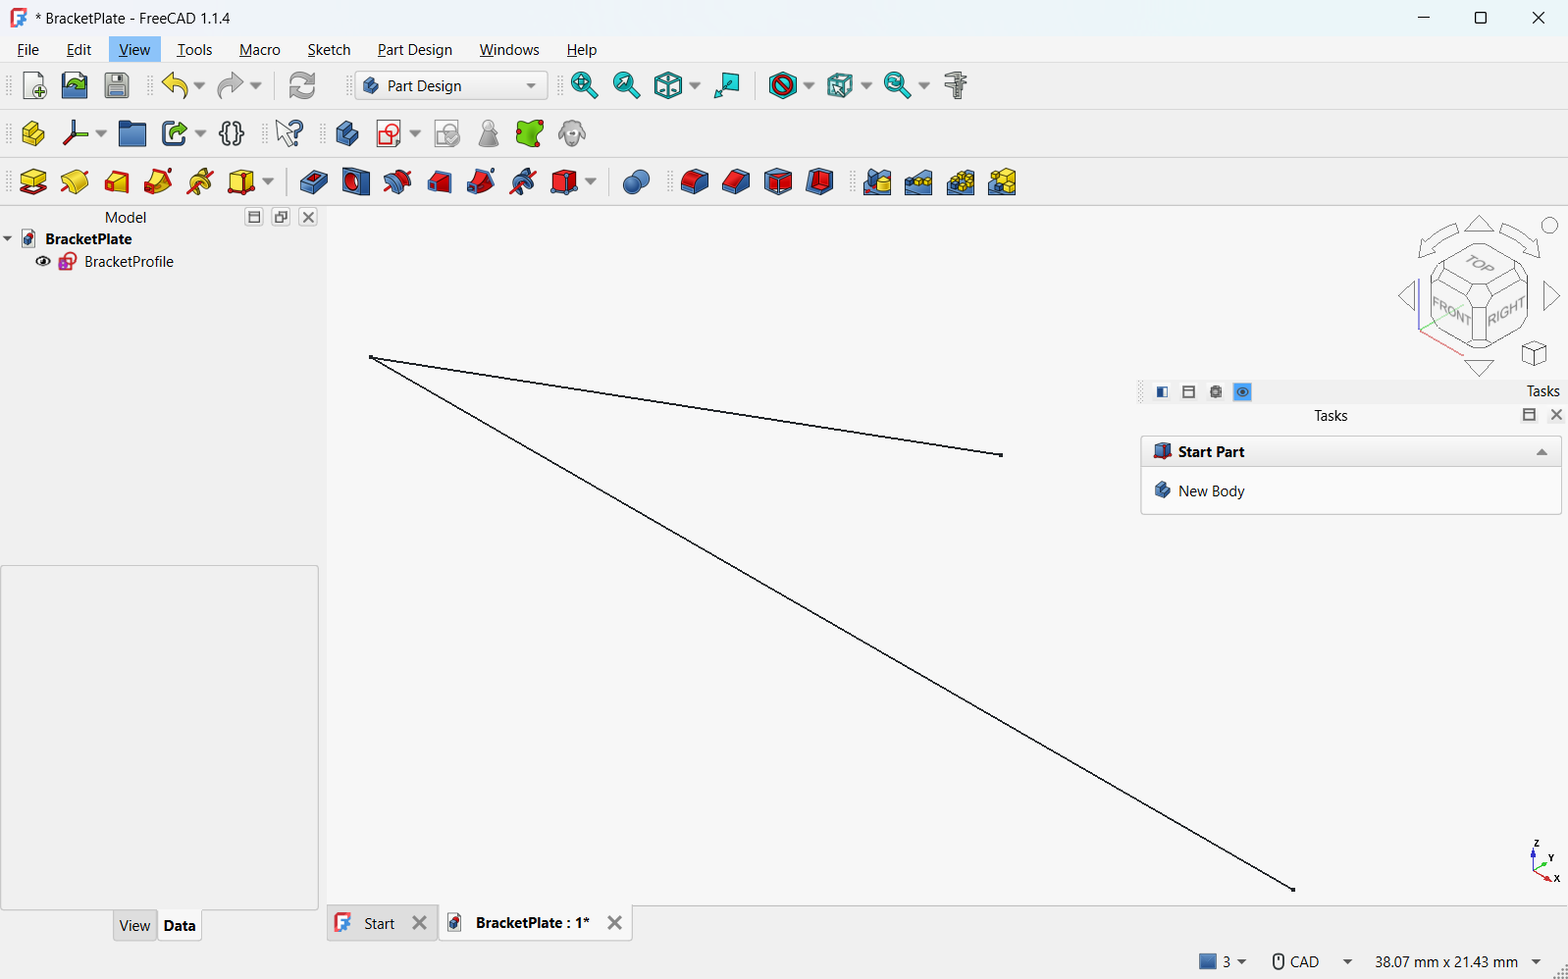 * BracketPlate - FreeCAD 1.1.4
File Edit View Tools Macro Sketch Part Design Windows Help
Part Design
Model
BracketPlate
BracketProfile
TOP
FRONT
RIGHT
Tasks
Tasks
Start Part
New Body
Z
Y
X
View Data
Start
BracketPlate : 1*
3 CAD 38.07 mm x 21.43 mm